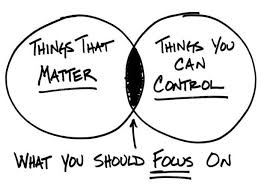 THINGS THAT
MATTER
THINGS YOU
CAN
CONTROL
WHAT YOU SHOULD FOCUS ON